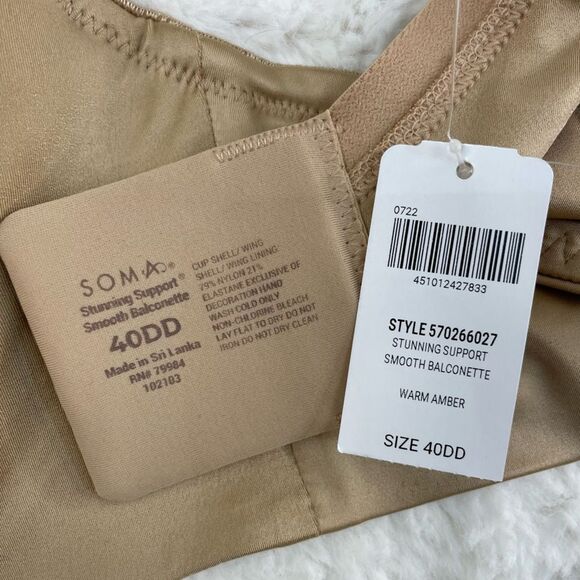 SOMA®
Stunning Support®
Smooth Balconette
40DD
Made in Sri Lanka
RN# 79984
102103
CUP SHELL/ WING
SHELL/ WING LINING:
79% NYLON 21%
ELASTANE EXCLUSIVE OF
DECORATION HAND
WASH COLD ONLY
NON-CHLORINE BLEACH
LAY FLAT TO DRY DO NOT
IRON DO NOT DRY CLEAN
0722
451012427833
STYLE 570266027
STUNNING SUPPORT
SMOOTH BALCONETTE
WARM AMBER
SIZE 40DD